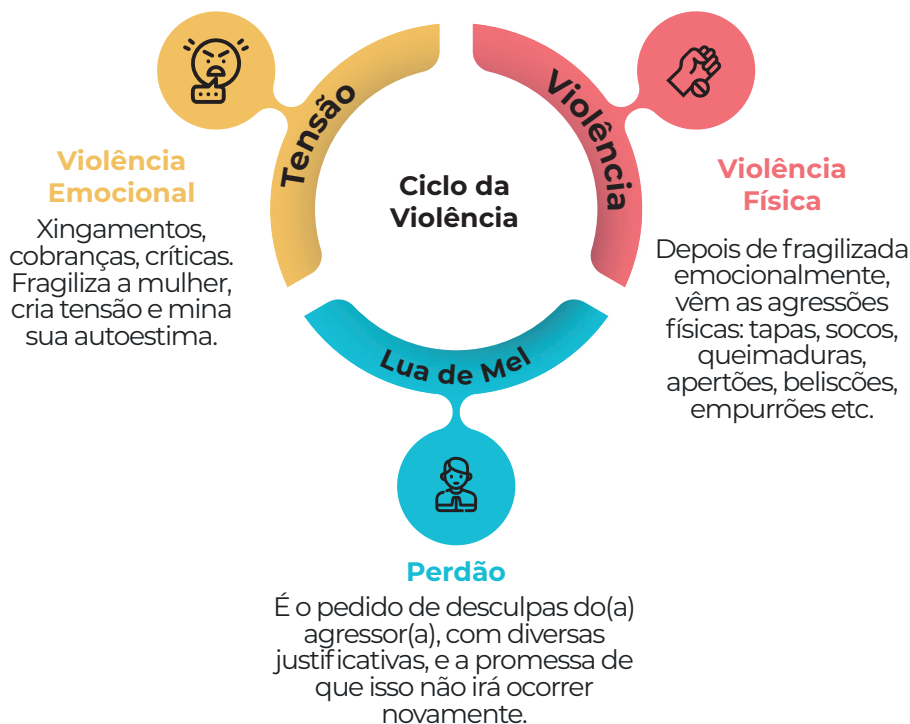 Tensão
Violência
Ciclo da
Violência
Violência
Emocional
Xingamentos,
cobranças, críticas.
Fragiliza a mulher,
cria tensão e mina
sua autoestima.
Violência
Física
Depois de fragilizada
emocionalmente,
vêm as agressões
físicas: tapas, socos,
queimaduras,
apertões, beliscões,
empurrões etc.
Lua de Mel
Perdão
É o pedido de desculpas do(a)
agressor(a), com diversas
justificativas, e a promessa de
que isso não irá ocorrer
novamente.